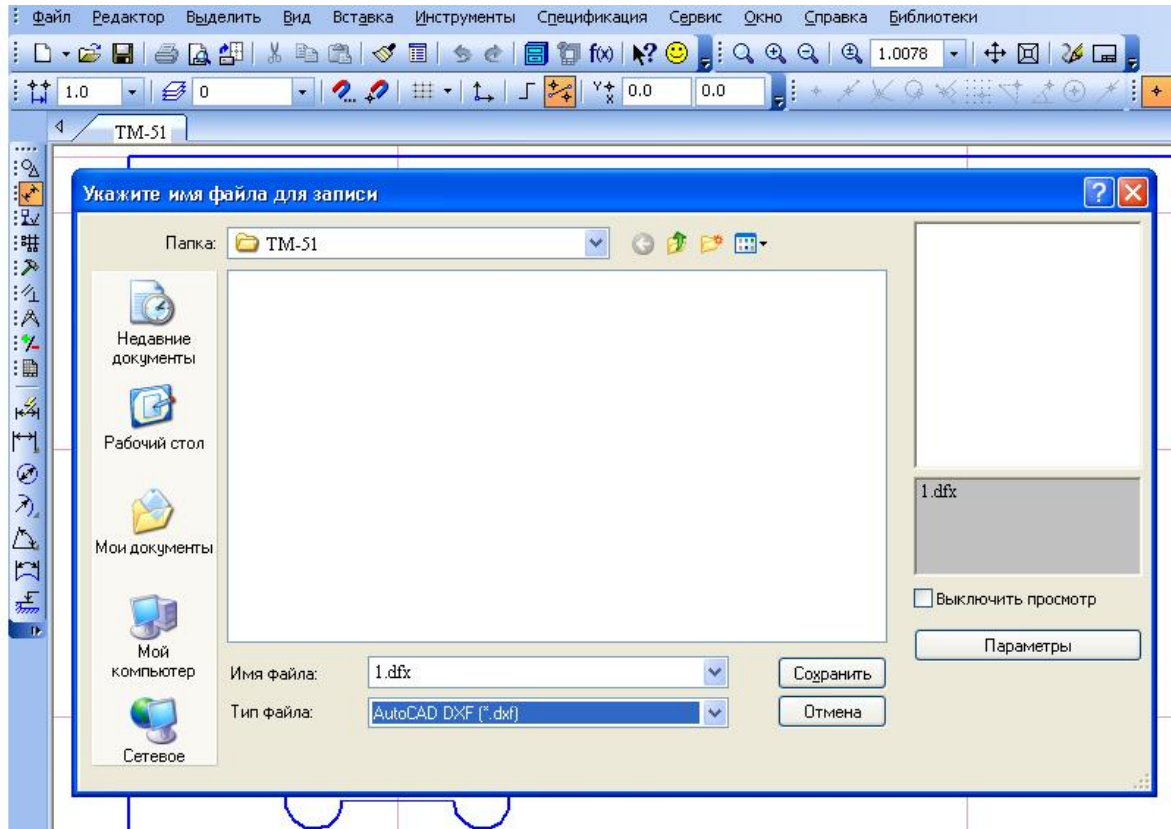 Файл Редактор Выделить Вид Вставка Инструменты Спецификация Сервис Окно Справка Библиотеки
f(x) 1.0078
1.0 0 0.0 0.0
ТМ-51
Укажите имя файла для записи
Папка: ТМ-51
Недавние
документы
Рабочий стол
Мои документы
Мой
компьютер
Сетевое
1.dfx
Выключить просмотр
Параметры
Имя файла: 1.dfx Сохранить
Тип файла: AutoCAD DXF (*.dxf) Отмена